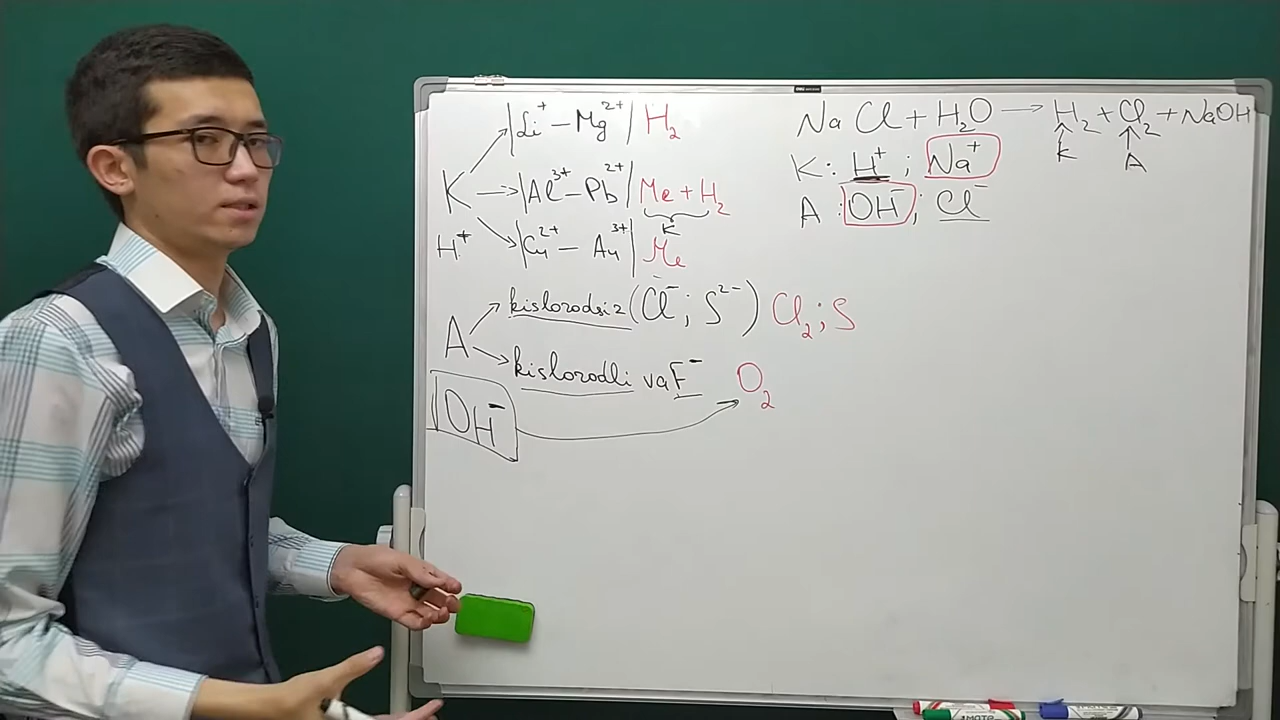 |Li⁺ – Mg²⁺| H₂
K |Al³⁺ – Pb²⁺| Me + H₂
K
H⁺ |Cu²⁺ – Au³⁺| Me
A kislorodsiz (Cl⁻; S²⁻) Cl₂; S
kislorodli va F⁻ O₂
OH⁻
NaCl + H₂O → H₂ + Cl₂ + NaOH
K A
K: H⁺; Na⁺
A: OH⁻; Cl⁻